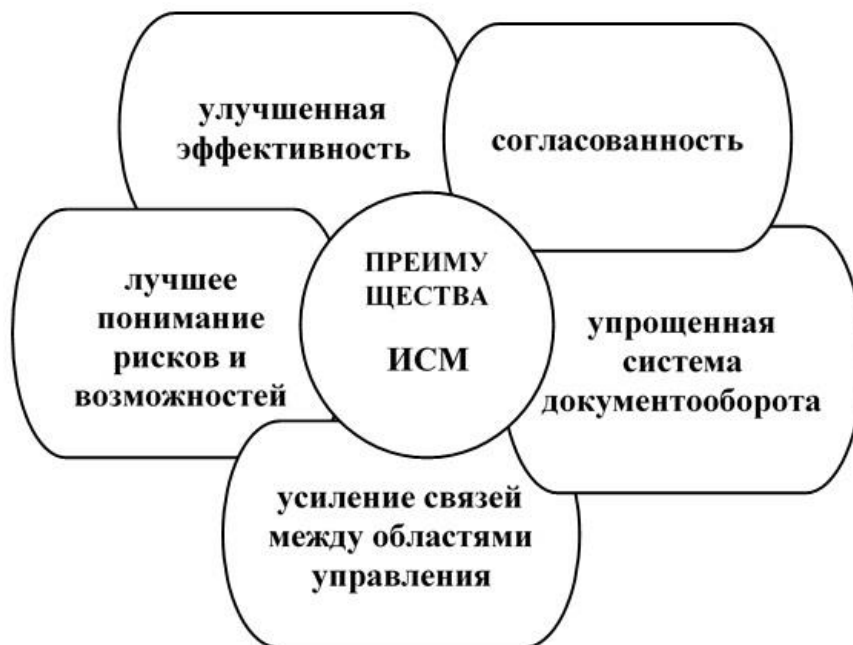 улучшенная
эффективность
согласованность
ПРЕИМУ
ЩЕСТВА
ИСМ
лучшее
понимание
рисков и
возможностей
упрощенная
система
документооборота
усиление связей
между областями
управления